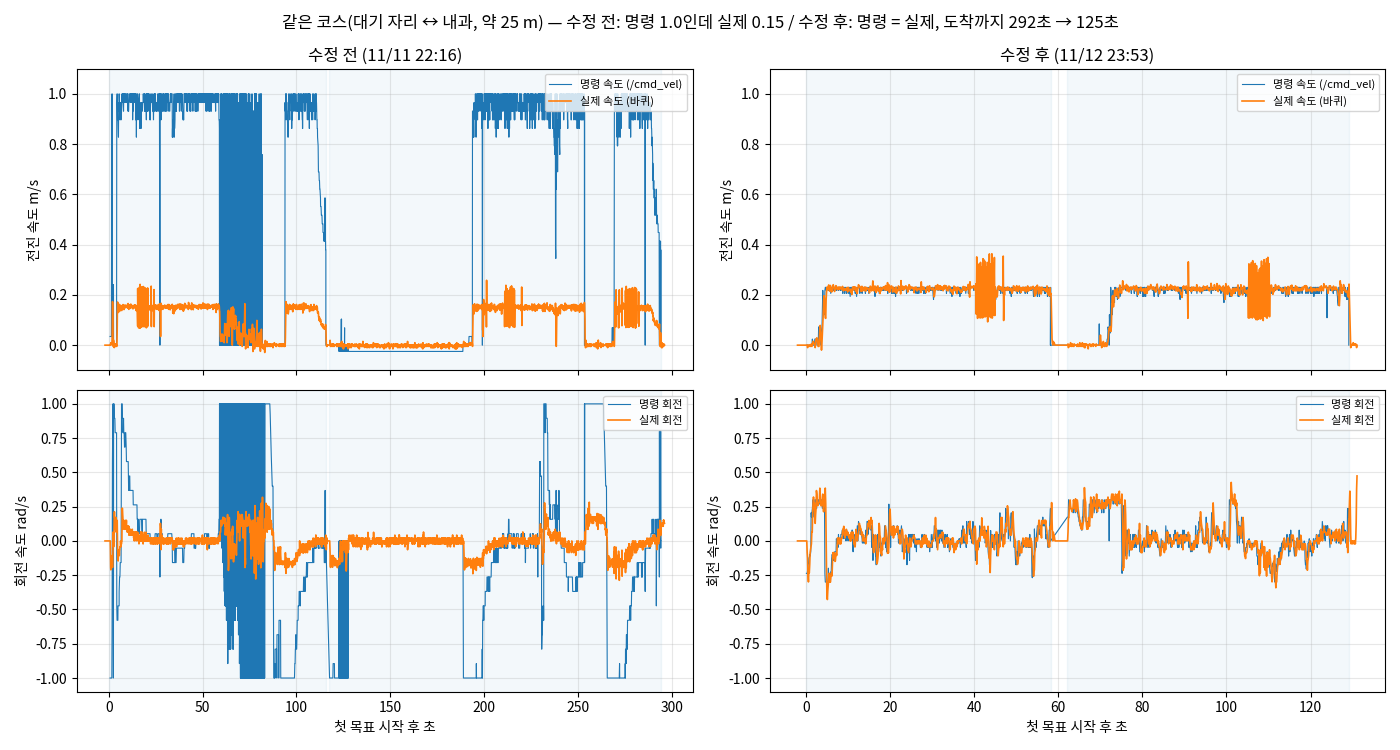 같은 코스(대기 자리 ↔ 내과, 약 25 m) — 수정 전: 명령 1.0인데 실제 0.15 / 수정 후: 명령 = 실제, 도착까지 292초 → 125초
수정 전 (11/11 22:16)
전진 속도 m/s
1.0
0.8
0.6
0.4
0.2
0.0
명령 속도 (/cmd_vel)
실제 속도 (바퀴)
수정 후 (11/12 23:53)
전진 속도 m/s
1.0
0.8
0.6
0.4
0.2
0.0
명령 속도 (/cmd_vel)
실제 속도 (바퀴)
회전 속도 rad/s
1.00
0.75
0.50
0.25
0.00
-0.25
-0.50
-0.75
-1.00
명령 회전
실제 회전
0 50 100 150 200 250 300
첫 목표 시작 후 초
회전 속도 rad/s
1.00
0.75
0.50
0.25
0.00
-0.25
-0.50
-0.75
-1.00
명령 회전
실제 회전
0 20 40 60 80 100 120
첫 목표 시작 후 초